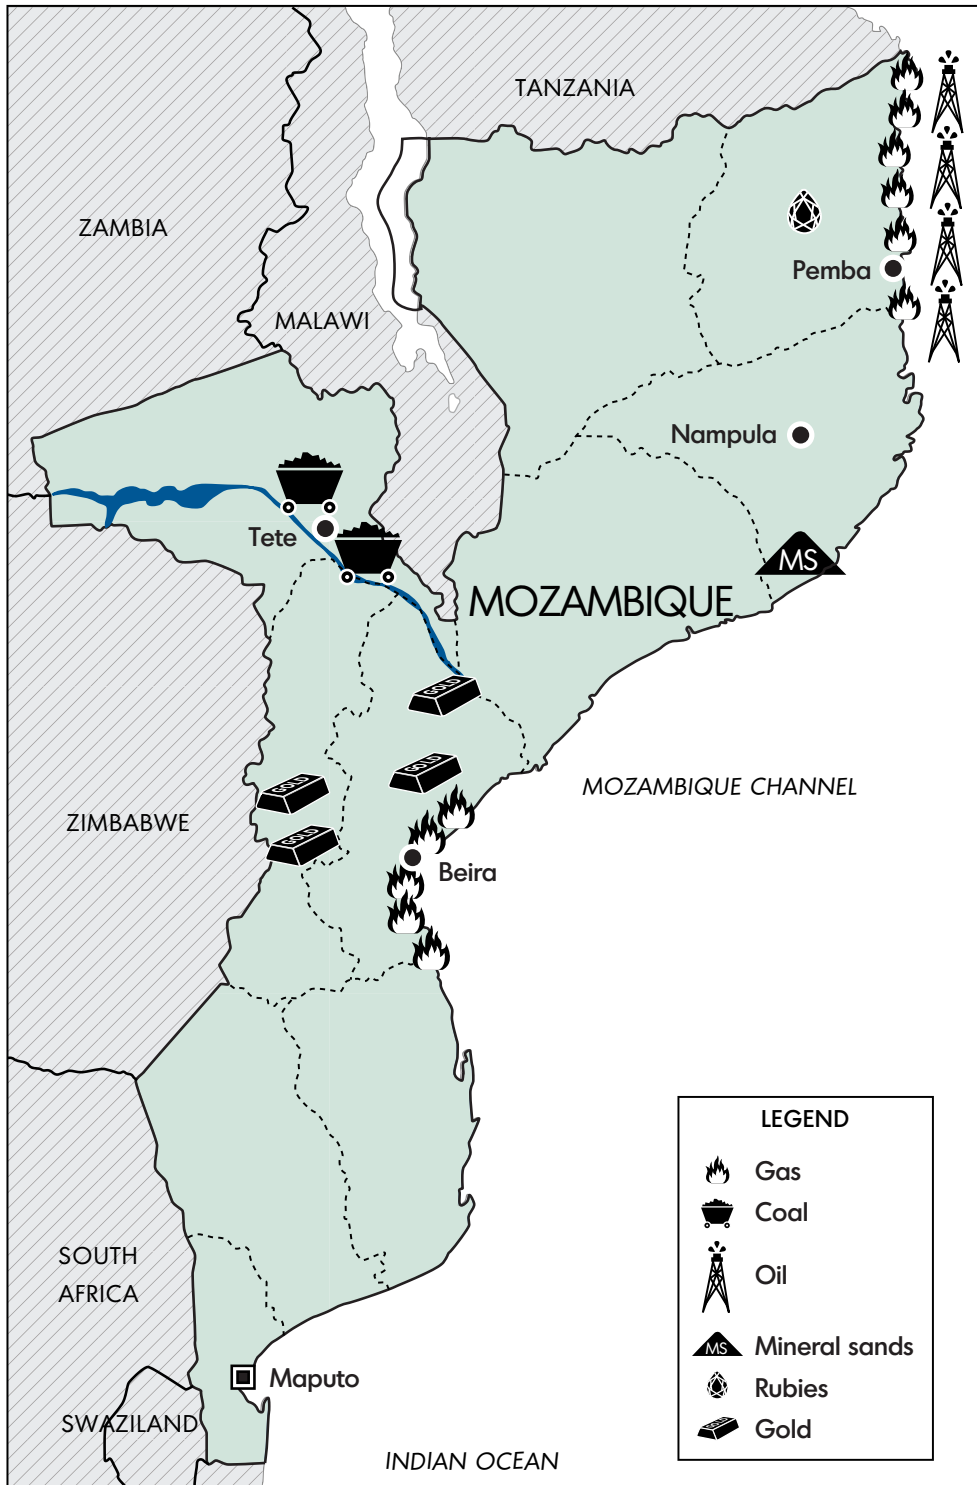 TANZANIA
ZAMBIA
Pemba
MALAWI
Nampula
Tete
MS
MOZAMBIQUE
GOLD
GOLD
MOZAMBIQUE CHANNEL
GOLD
ZIMBABWE
GOLD
Beira
LEGEND
Gas
Coal
Oil
MS Mineral sands
Rubies
GOLD Gold
SOUTH
AFRICA
Maputo
SWAZILAND
INDIAN OCEAN